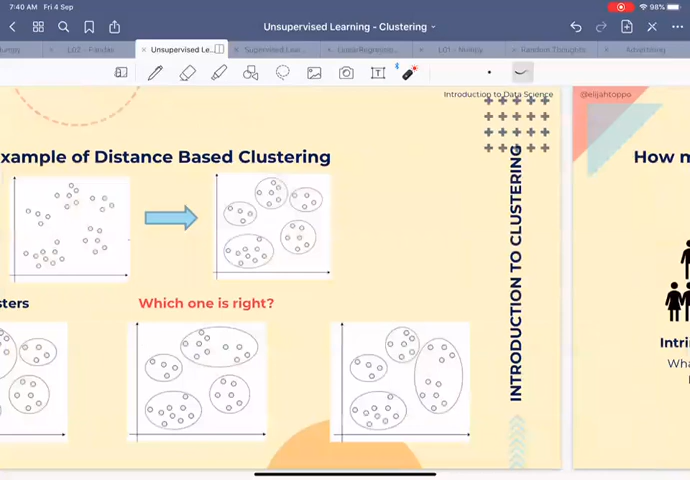 7:40 AM Fri 4 Sep
98%
Unsupervised Learning - Clustering
L02 - Pandas
Unsupervised Le...
Supervised Lear...
L01 - NumPy
Random Thoughts
Advertising
Introduction to Data Science
@elijahtoppo
xample of Distance Based Clustering
How m
INTRODUCTION TO CLUSTERING
sters
Which one is right?
Intri
Wha